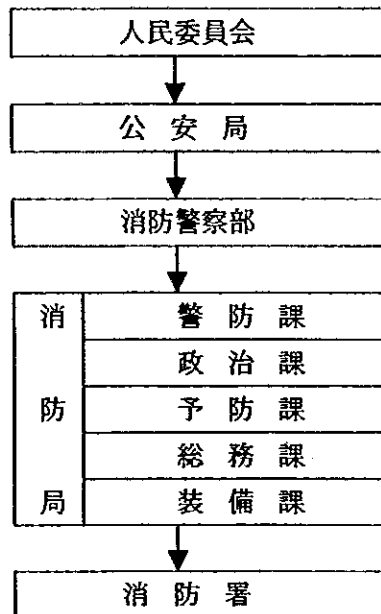 人民委員会
公安局
消防警察部
消防局
警防課
政治課
予防課
総務課
装備課
消防署